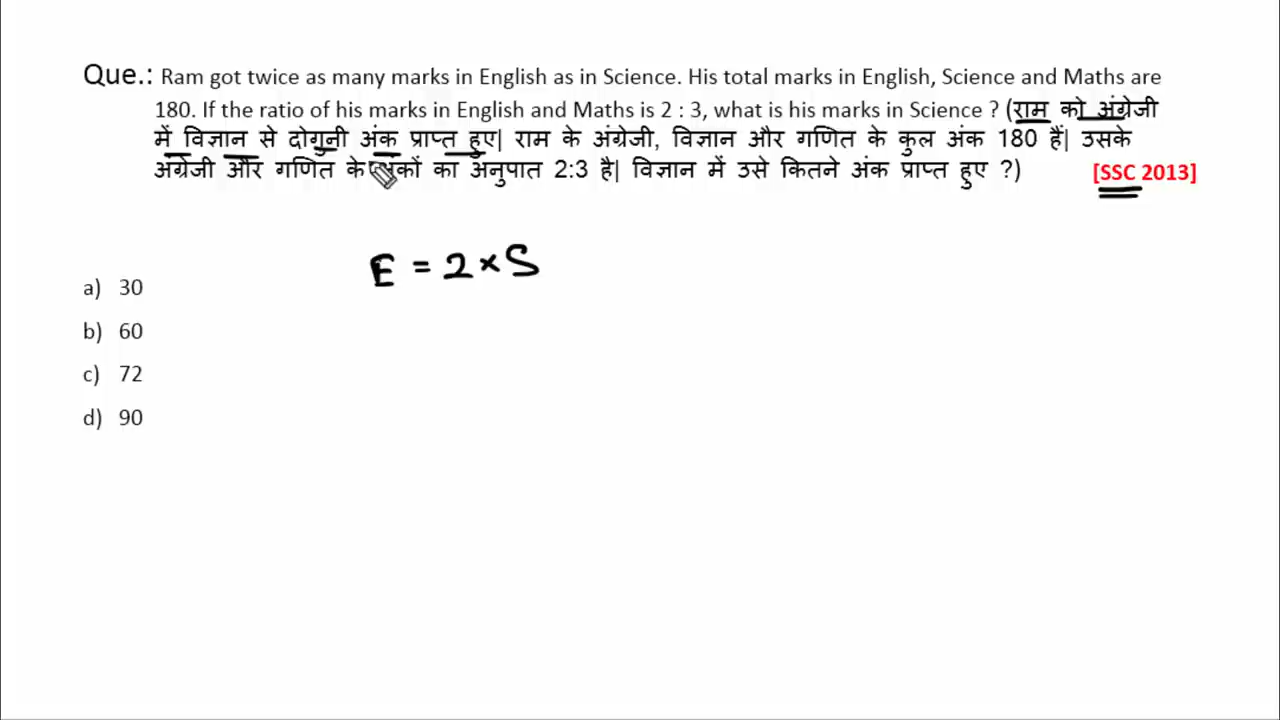 Que.: Ram got twice as many marks in English as in Science. His total marks in English, Science and Maths are
180. If the ratio of his marks in English and Maths is 2 : 3, what is his marks in Science ? (राम को अंग्रेजी
में विज्ञान से दोगुनी अंक प्राप्त हुए| राम के अंग्रेजी, विज्ञान और गणित के कुल अंक 180 हैं| उसके
अंग्रेजी और गणित के अंकों का अनुपात 2:3 है| विज्ञान में उसे कितने अंक प्राप्त हुए ?) [SSC 2013]
E = 2 × S
a) 30
b) 60
c) 72
d) 90